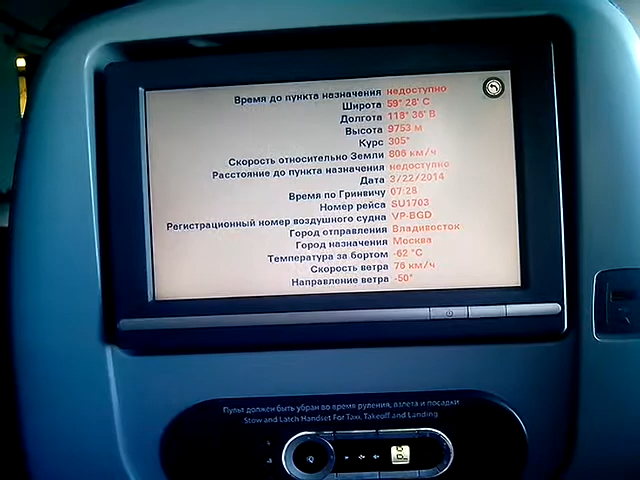 Время до пункта назначения недоступно
Широта 59° 28' С
Долгота 118° 36' В
Высота 9753 м
Курс 305°
Скорость относительно Земли 806 км/ч
Расстояние до пункта назначения недоступно
Дата 3/22/2014
Время по Гринвичу 07:28
Номер рейса SU1703
Регистрационный номер воздушного судна VP-BGD
Город отправления Владивосток
Город назначения Москва
Температура за бортом -62 °C
Скорость ветра 76 км/ч
Направление ветра -50°
Пульт должен быть убран во время руления, взлета и посадки
Stow and Latch Handset For Taxi, Takeoff and Landing